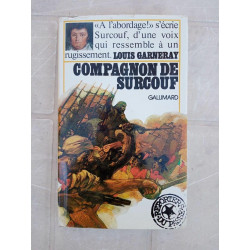 «A l'abordage!» s'écrie
Surcouf, d'une voix
qui ressemble à un
rugissement. LOUIS GARNERAY
COMPAGNON DE
SURCOUF
GALLIMARD